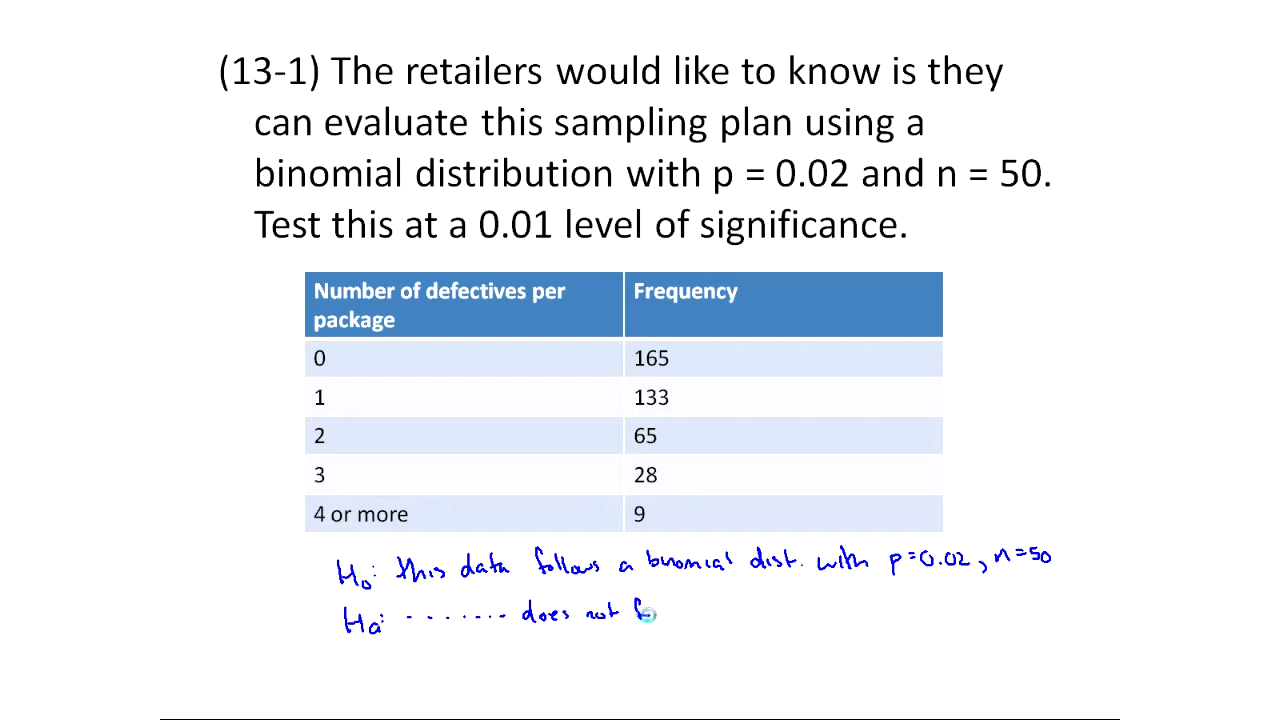 (13-1) The retailers would like to know is they
can evaluate this sampling plan using a
binomial distribution with p = 0.02 and n = 50.
Test this at a 0.01 level of significance.
Number of defectives per package Frequency
0 165
1 133
2 65
3 28
4 or more 9
H₀: this data follows a binomial dist. with p=0.02, n=50
Hₐ: ........ does not f